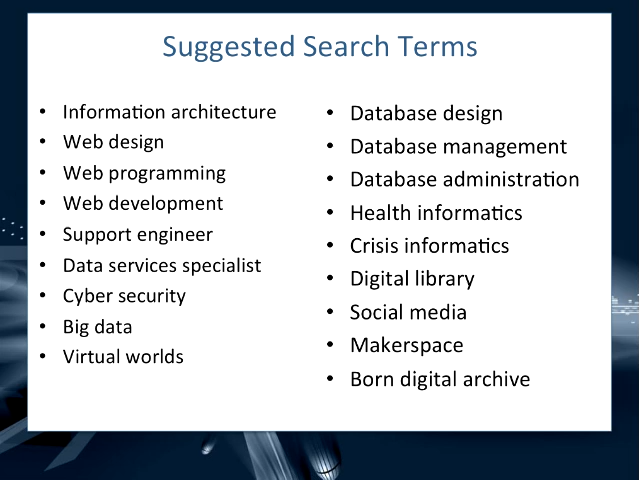 Suggested Search Terms
• Information architecture
• Web design
• Web programming
• Web development
• Support engineer
• Data services specialist
• Cyber security
• Big data
• Virtual worlds
• Database design
• Database management
• Database administration
• Health informatics
• Crisis informatics
• Digital library
• Social media
• Makerspace
• Born digital archive